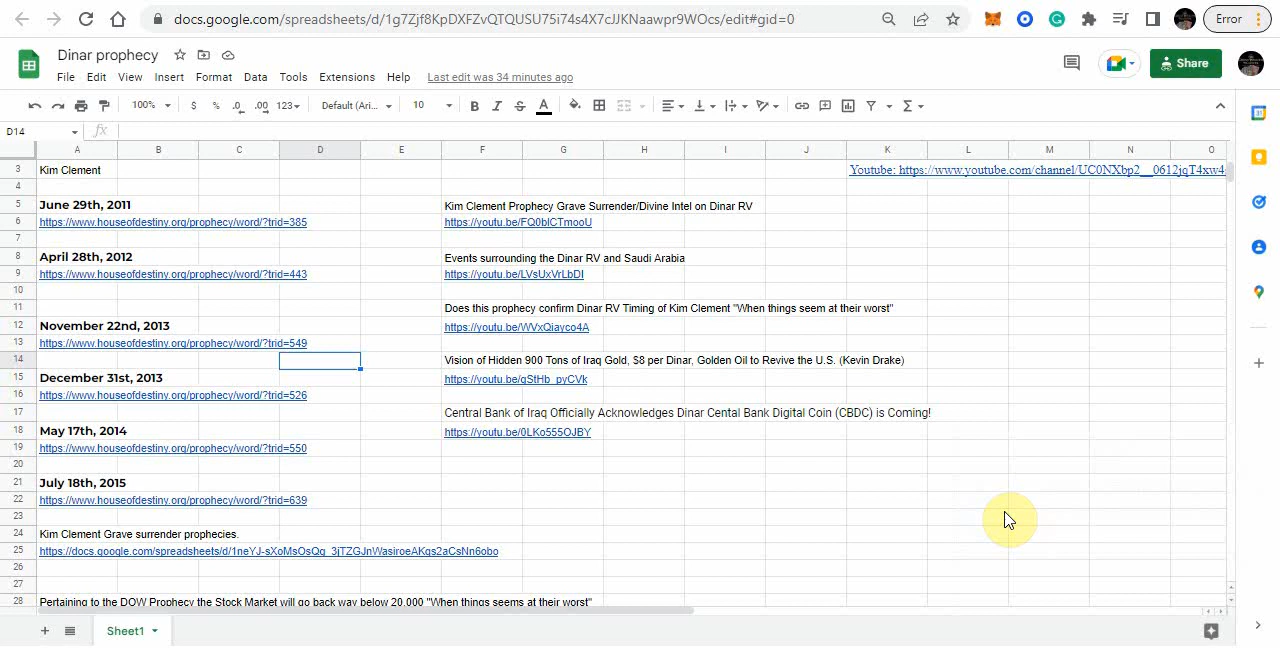 docs.google.com/spreadsheets/d/1g7Zjf8KpDXFZvQTQUSU75i74s4X7cJJKNaawpr9WOcs/edit#gid=0
Error
Dinar prophecy
File Edit View Insert Format Data Tools Extensions Help Last edit was 34 minutes ago
Share
100% $ % .0 .00 123 Default (Ari... 10 B I S A
D14 fx
A B C D E F G H I J K L M N O
3 Kim Clement Youtube: https://www.youtube.com/channel/UC0NXbp2__0612jqT4xw4
4
5 June 29th, 2011 Kim Clement Prophecy Grave Surrender/Divine Intel on Dinar RV
6 https://www.houseofdestiny.org/prophecy/word/?trid=385 https://youtu.be/FQ0blCTmooU
7
8 April 28th, 2012 Events surrounding the Dinar RV and Saudi Arabia
9 https://www.houseofdestiny.org/prophecy/word/?trid=443 https://youtu.be/LVsUxVrLbDI
10
11 Does this prophecy confirm Dinar RV Timing of Kim Clement "When things seem at their worst"
12 November 22nd, 2013 https://youtu.be/WVxQiayco4A
13 https://www.houseofdestiny.org/prophecy/word/?trid=549
14 Vision of Hidden 900 Tons of Iraq Gold, $8 per Dinar, Golden Oil to Revive the U.S. (Kevin Drake)
15 December 31st, 2013 https://youtu.be/gStHb_pyCVk
16 https://www.houseofdestiny.org/prophecy/word/?trid=526
17 Central Bank of Iraq Officially Acknowledges Dinar Cental Bank Digital Coin (CBDC) is Coming!
18 May 17th, 2014 https://youtu.be/0LKo555OJBY
19 https://www.houseofdestiny.org/prophecy/word/?trid=550
20
21 July 18th, 2015
22 https://www.houseofdestiny.org/prophecy/word/?trid=639
23
24 Kim Clement Grave surrender prophecies.
25 https://docs.google.com/spreadsheets/d/1neYJ-sXoMsOsQg_3jTZGJnWasiroeAKgs2aCsNn6obo
26
27
28 Pertaining to the DOW Prophecy the Stock Market will go back way below 20,000 "When things seems at their worst"
Sheet1